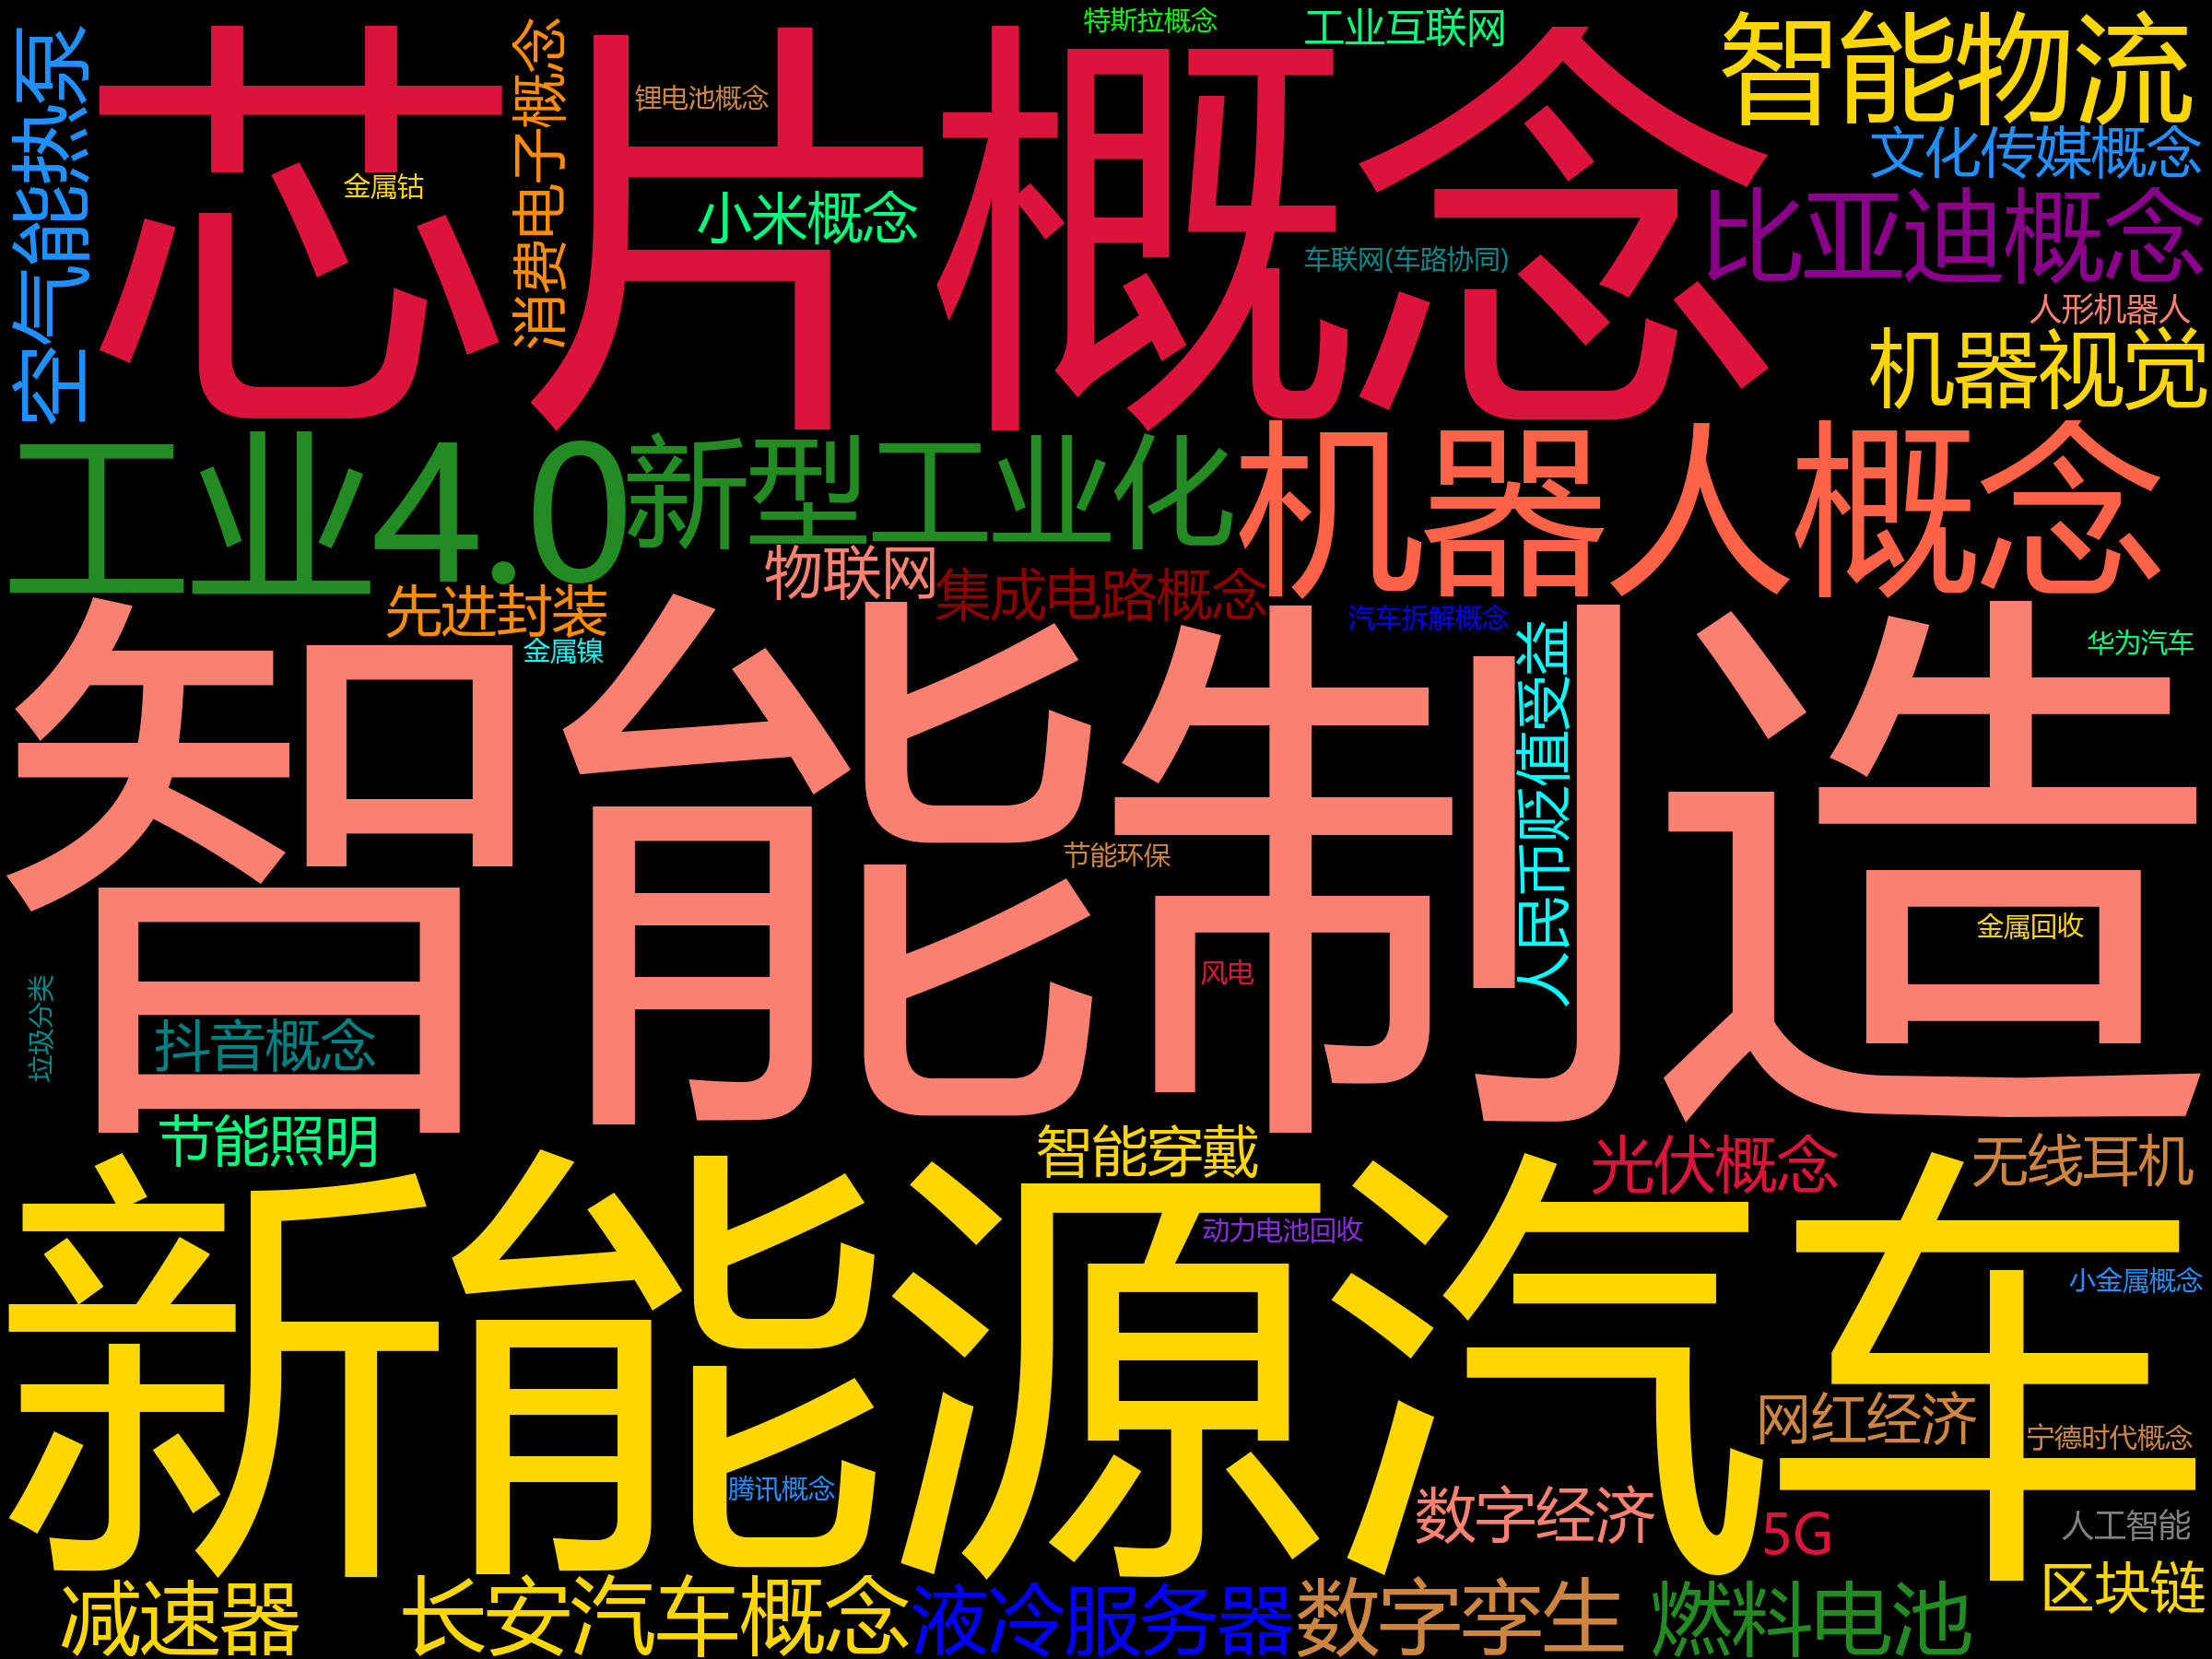 特斯拉概念
工业互联网
智能物流
空气能热泵
芯片概念
消费电子概念
锂电池概念
文化传媒概念
金属钴
小米概念
比亚迪概念
车联网(车路协同)
人形机器人
机器视觉
工业4.0
新型工业化
机器人概念
物联网
集成电路概念
先进封装
汽车拆解概念
金属镍
华为汽车
智能制造
人民币贬值受益
节能环保
金属回收
风电
垃圾分类
抖音概念
节能照明
智能穿戴
光伏概念
无线耳机
动力电池回收
小金属概念
新能源汽车
网红经济
宁德时代概念
腾讯概念
数字经济
5G
人工智能
区块链
减速器
长安汽车概念
液冷服务器
数字孪生
燃料电池